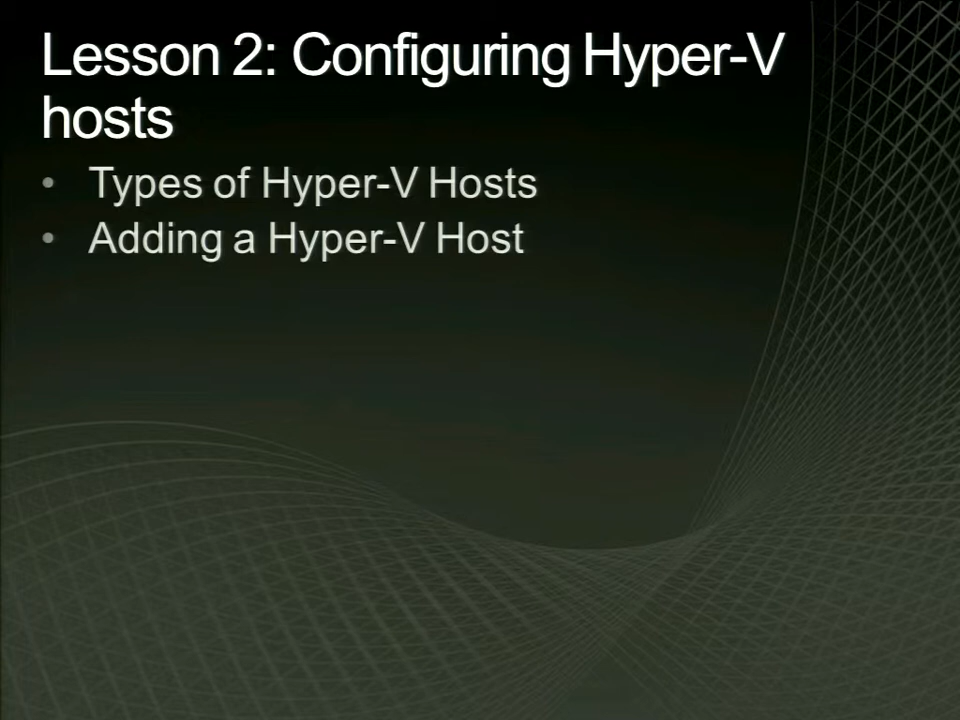 Lesson 2: Configuring Hyper-V
hosts
• Types of Hyper-V Hosts
• Adding a Hyper-V Host